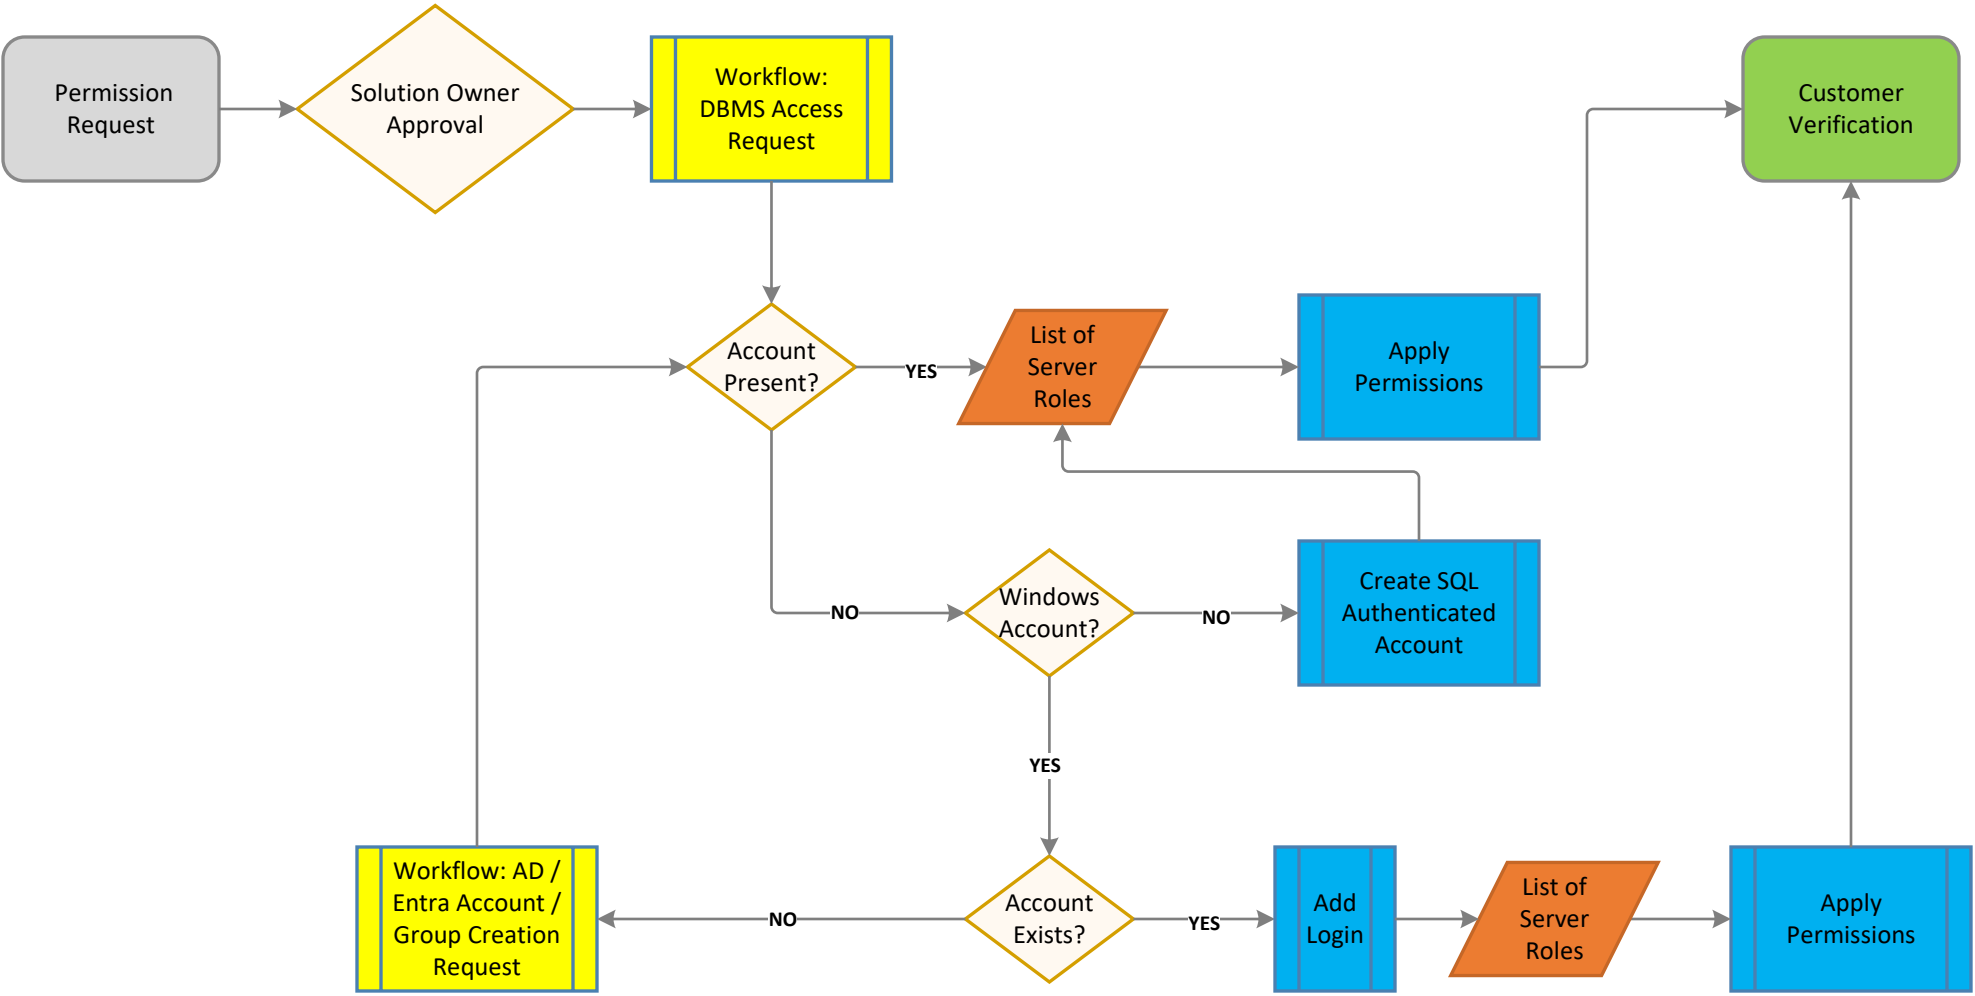 Permission
Request
Solution Owner
Approval
Workflow:
DBMS Access
Request
Customer
Verification
Account
Present?
YES
List of
Server
Roles
Apply
Permissions
NO
Windows
Account?
NO
Create SQL
Authenticated
Account
YES
Workflow: AD /
Entra Account /
Group Creation
Request
NO
Account
Exists?
YES
Add
Login
List of
Server
Roles
Apply
Permissions